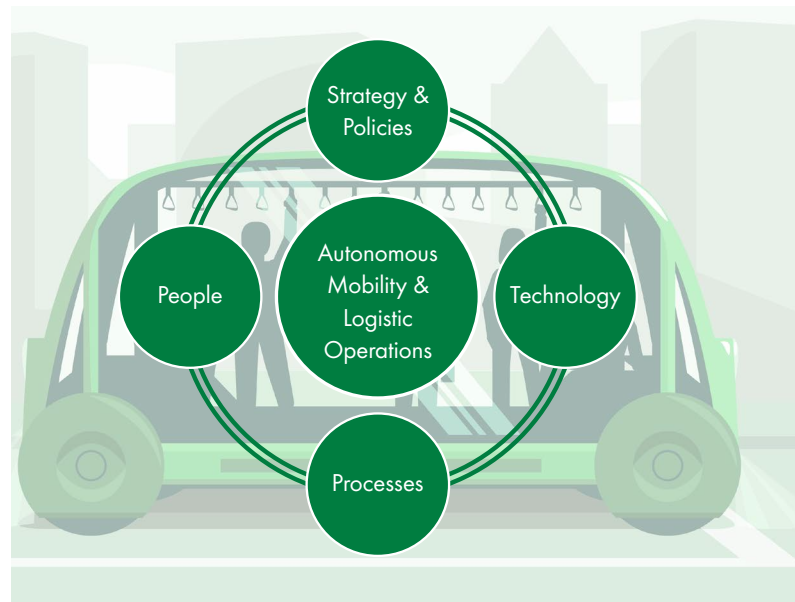 Strategy &
Policies
People
Autonomous
Mobility &
Logistic
Operations
Technology
Processes